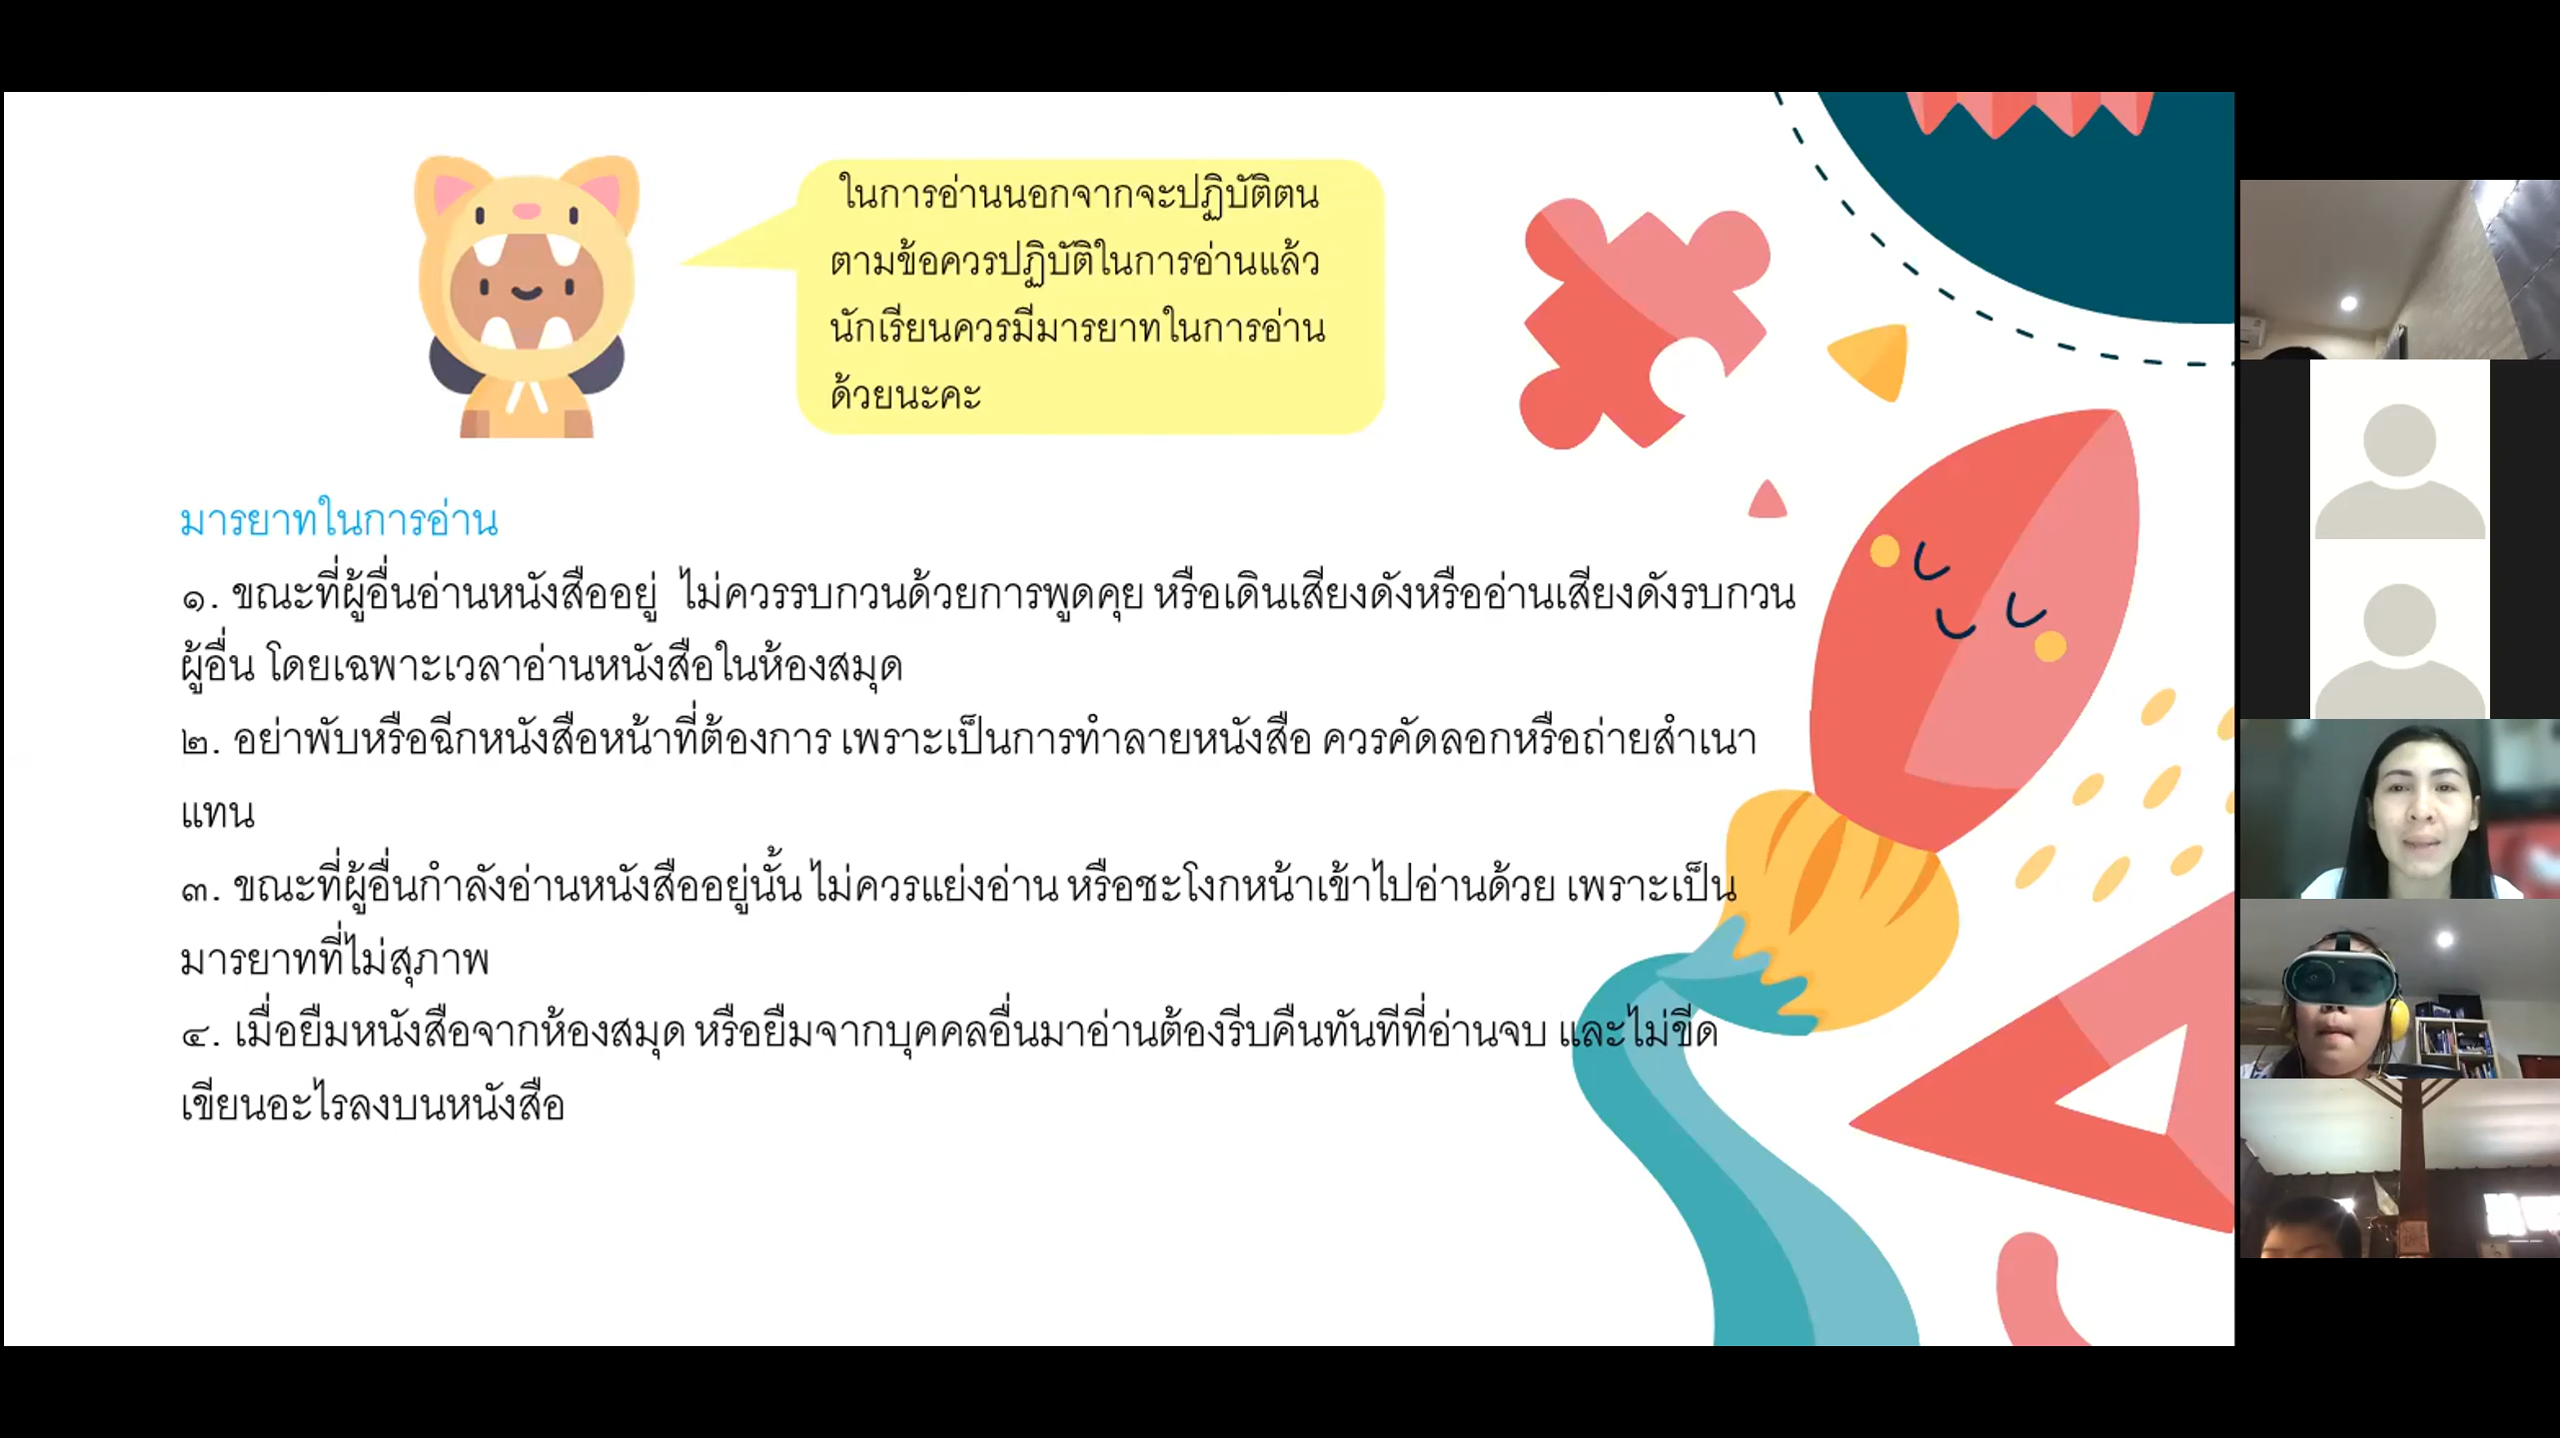 ในการอ่านนอกจากจะปฏิบัติตน
ตามข้อควรปฏิบัติในการอ่านแล้ว
นักเรียนควรมีมารยาทในการอ่าน
ด้วยนะคะ
มารยาทในการอ่าน
๑. ขณะที่ผู้อื่นอ่านหนังสืออยู่ ไม่ควรรบกวนด้วยการพูดคุย หรือเดินเสียงดังหรืออ่านเสียงดังรบกวน
ผู้อื่น โดยเฉพาะเวลาอ่านหนังสือในห้องสมุด
๒. อย่าพับหรือฉีกหนังสือหน้าที่ต้องการ เพราะเป็นการทำลายหนังสือ ควรคัดลอกหรือถ่ายสำเนา
แทน
๓. ขณะที่ผู้อื่นกำลังอ่านหนังสืออยู่นั้น ไม่ควรแย่งอ่าน หรือชะโงกหน้าเข้าไปอ่านด้วย เพราะเป็น
มารยาทที่ไม่สุภาพ
๔. เมื่อยืมหนังสือจากห้องสมุด หรือยืมจากบุคคลอื่นมาอ่านต้องรีบคืนทันทีที่อ่านจบ และไม่ขีด
เขียนอะไรลงบนหนังสือ